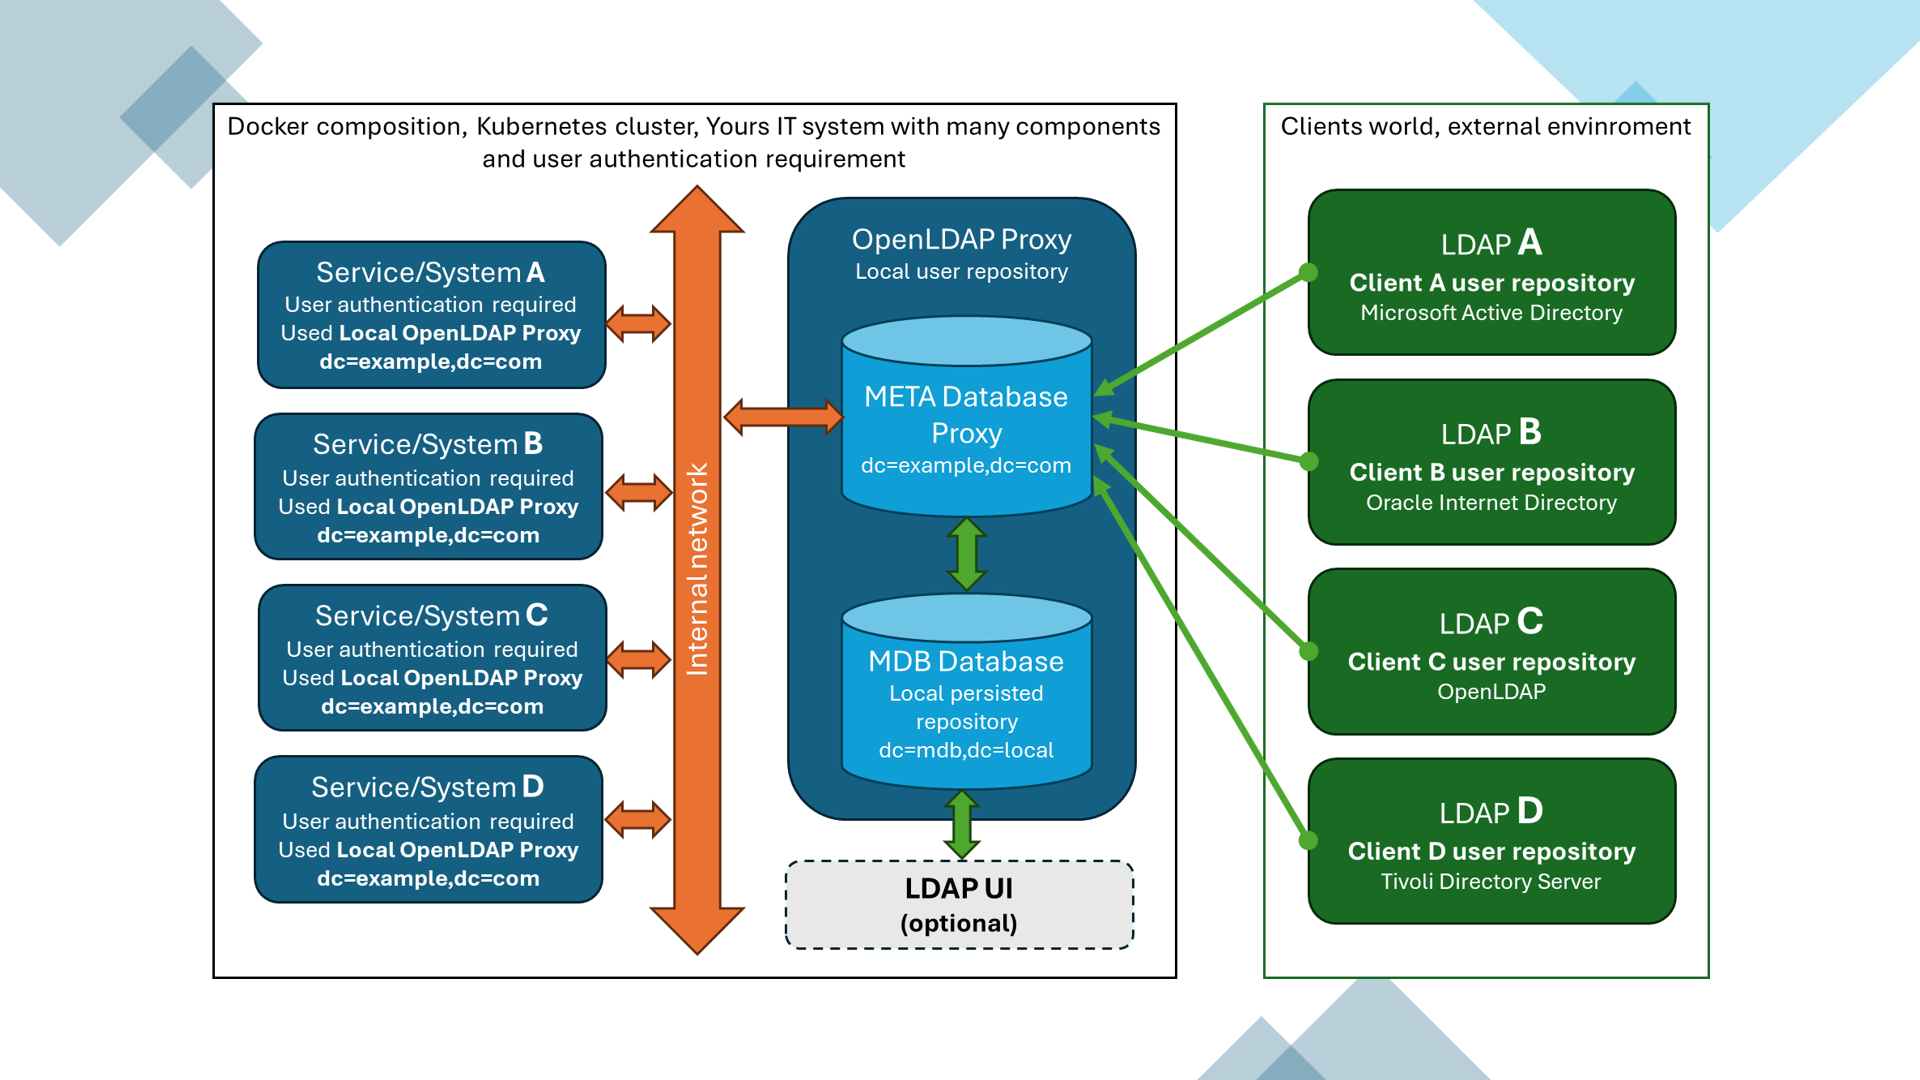 Docker composition, Kubernetes cluster, Yours IT system with many components
and user authentication requirement
Service/System A
User authentication required
Used Local OpenLDAP Proxy
dc=example,dc=com
Service/System B
User authentication required
Used Local OpenLDAP Proxy
dc=example,dc=com
Service/System C
User authentication required
Used Local OpenLDAP Proxy
dc=example,dc=com
Service/System D
User authentication required
Used Local OpenLDAP Proxy
dc=example,dc=com
Internal network
OpenLDAP Proxy
Local user repository
META Database
Proxy
dc=example,dc=com
MDB Database
Local persisted
repository
dc=mdb,dc=local
LDAP UI
(optional)
Clients world, external envinroment
LDAP A
Client A user repository
Microsoft Active Directory
LDAP B
Client B user repository
Oracle Internet Directory
LDAP C
Client C user repository
OpenLDAP
LDAP D
Client D user repository
Tivoli Directory Server